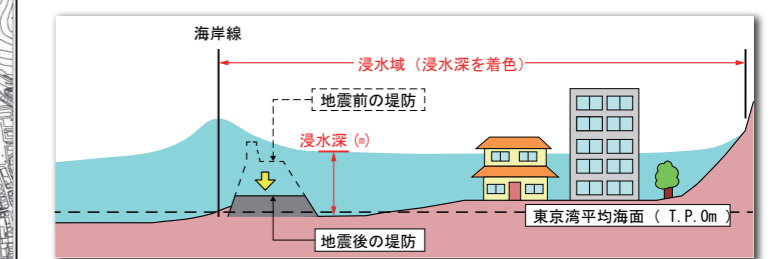 海岸線
浸水域（浸水深を着色）
地震前の堤防
浸水深(m)
東京湾平均海面（T.P.0m）
地震後の堤防